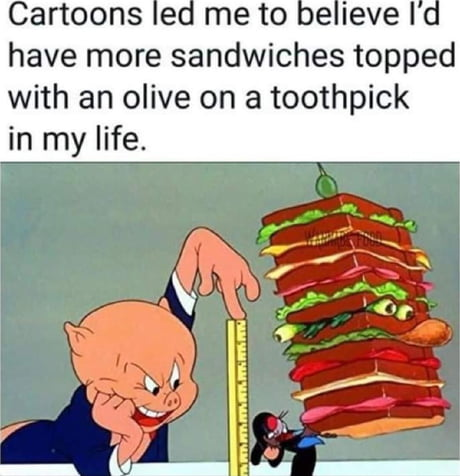 Cartoons led me to believe I'd
have more sandwiches topped
with an olive on a toothpick
in my life.